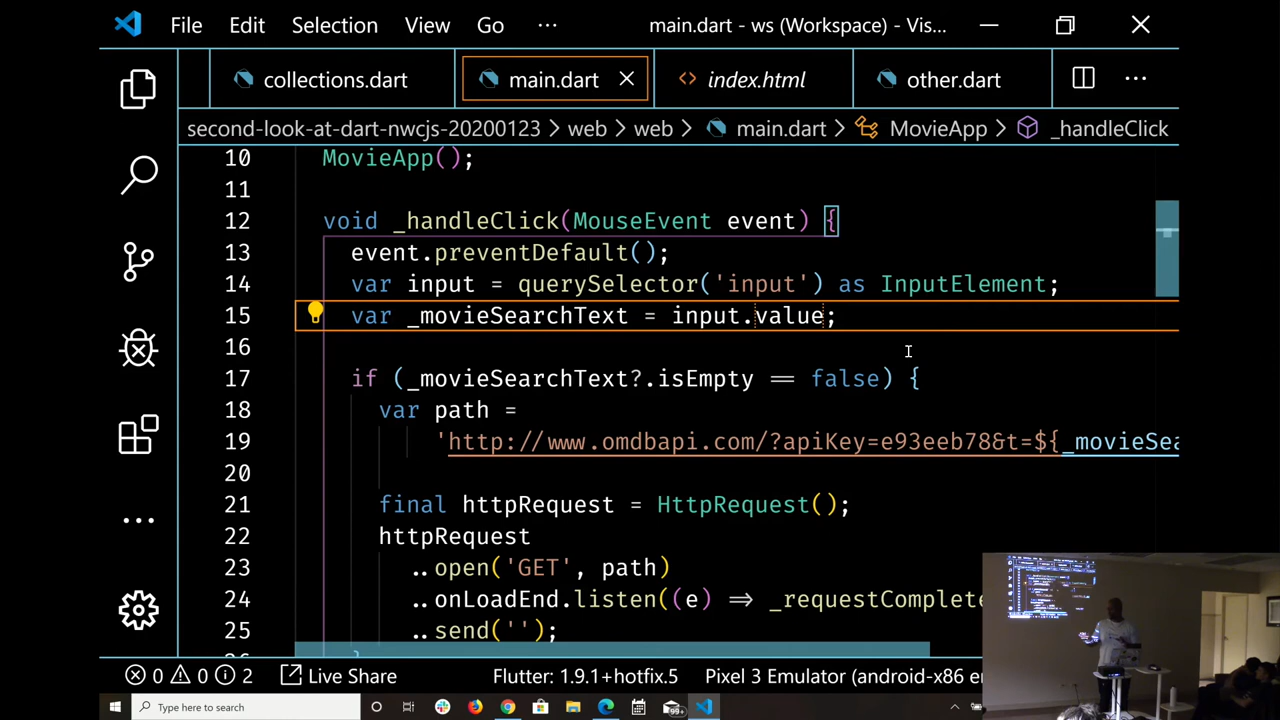 File Edit Selection View Go ··· main.dart - ws (Workspace) - Vis...
collections.dart main.dart index.html other.dart ···
second-look-at-dart-nwcjs-20200123 > web > web > main.dart > MovieApp > _handleClick
10 MovieApp();
11
12 void _handleClick(MouseEvent event) {
13 event.preventDefault();
14 var input = querySelector('input') as InputElement;
15 var _movieSearchText = input.value;
16
17 if (_movieSearchText?.isEmpty == false) {
18 var path =
19 'http://www.omdbapi.com/?apiKey=e93eeb78&t=${_movieSea
20
21 final httpRequest = HttpRequest();
22 httpRequest
23 ..open('GET', path)
24 ..onLoadEnd.listen((e) => _requestComplete
25 ..send('');
0 0 2 Live Share Flutter: 1.9.1+hotfix.5 Pixel 3 Emulator (android-x86 em
Type here to search 99+